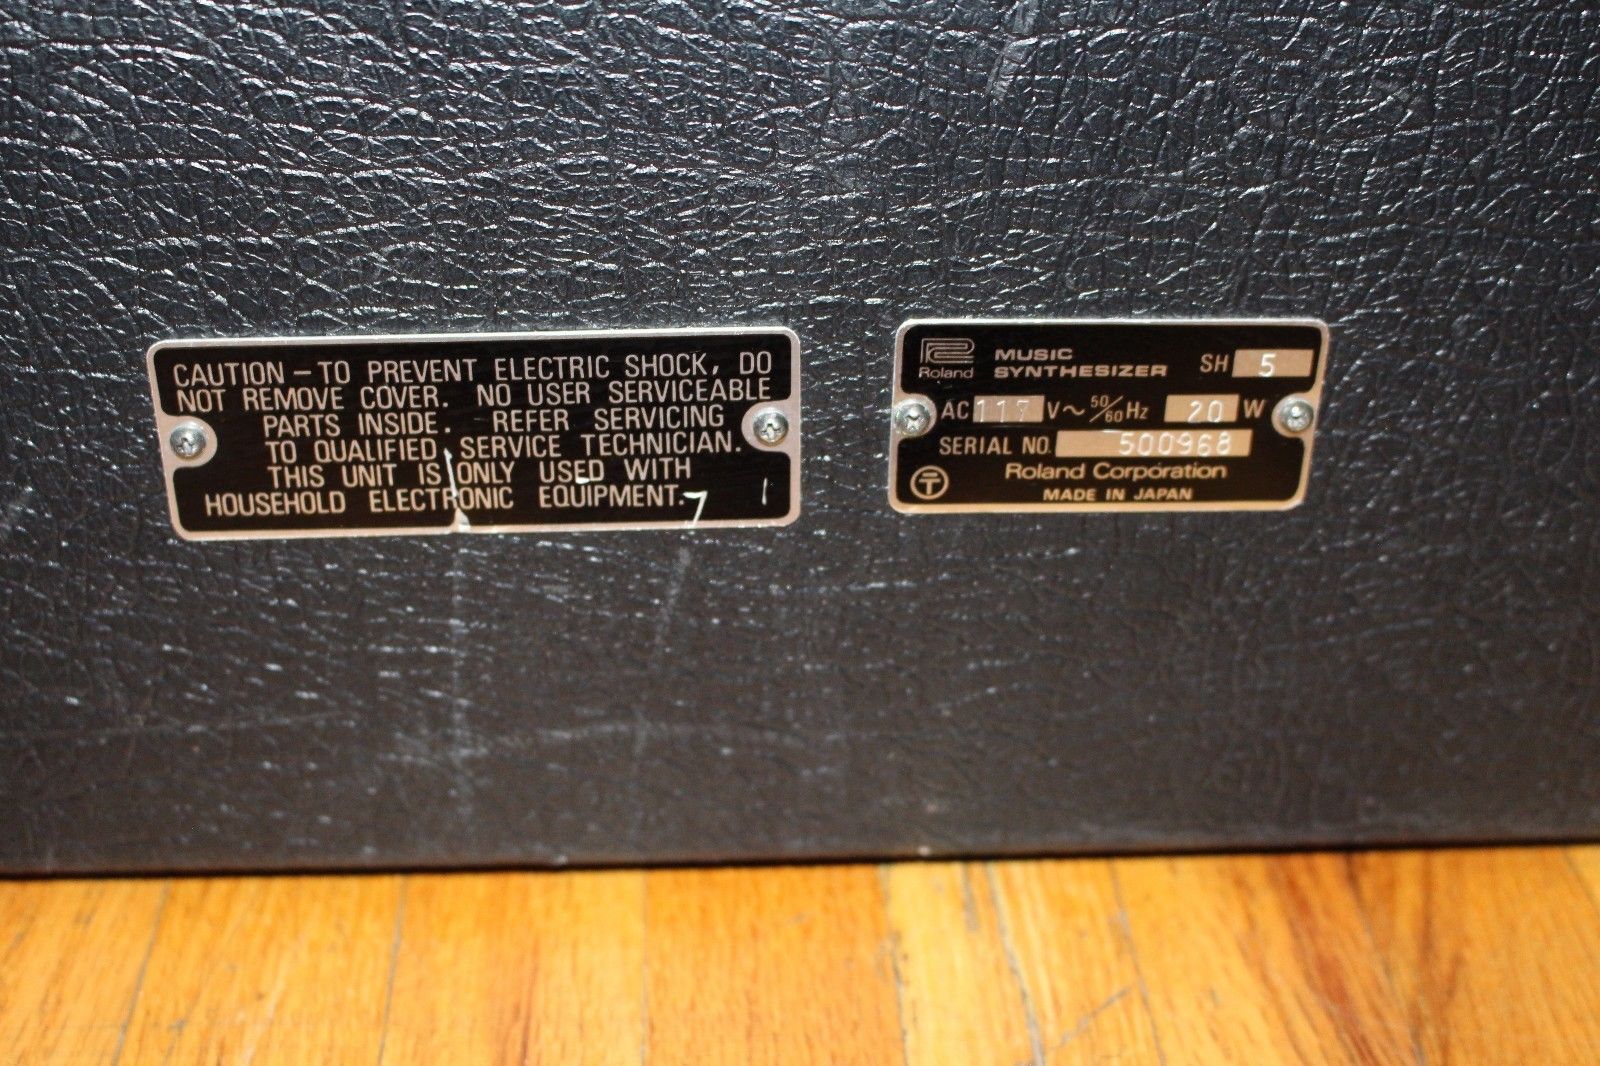 CAUTION – TO PREVENT ELECTRIC SHOCK, DO
NOT REMOVE COVER. NO USER SERVICEABLE
PARTS INSIDE. REFER SERVICING
TO QUALIFIED SERVICE TECHNICIAN.
THIS UNIT IS ONLY USED WITH
HOUSEHOLD ELECTRONIC EQUIPMENT.
Roland
MUSIC
SYNTHESIZER
SH 5
AC 117 V~ 50/60 Hz 20 W
SERIAL NO. 500968
T
Roland Corporation
MADE IN JAPAN